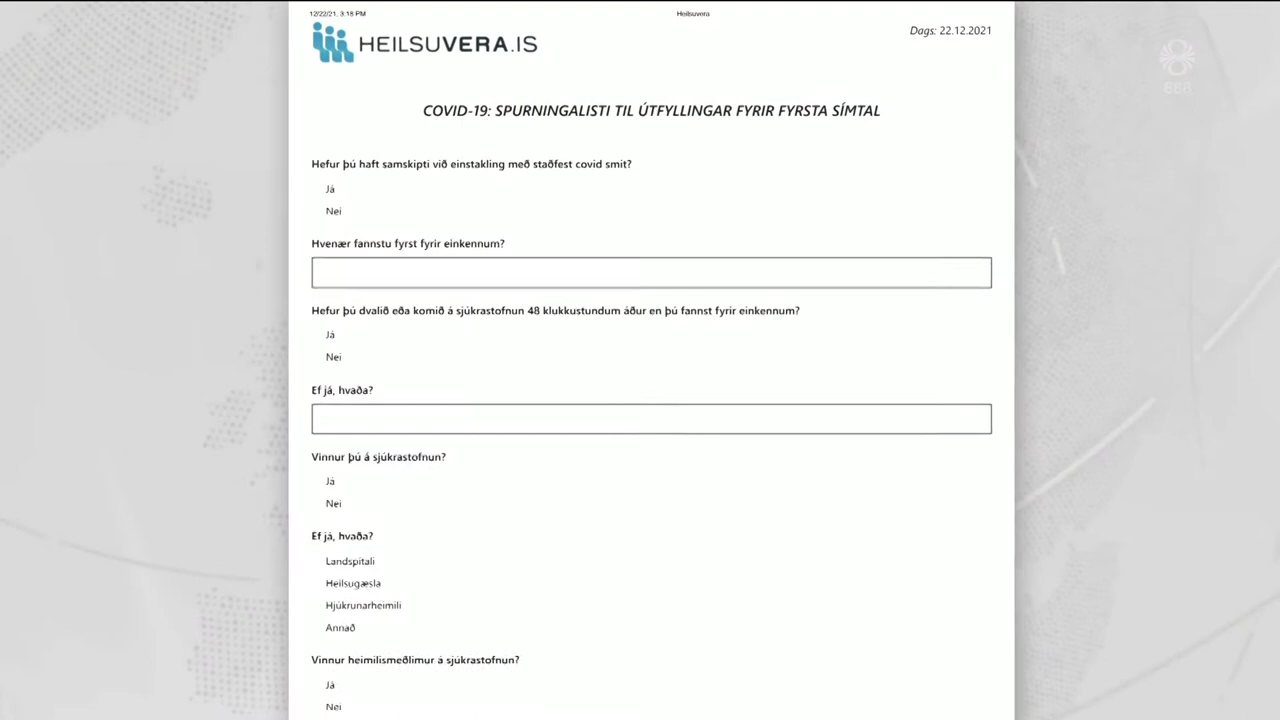 12/22/21, 3:18 PM
Heilsuvera
HEILSUVERA.IS
Dags: 22.12.2021
888
COVID-19: SPURNINGALISTI TIL ÚTFYLLINGAR FYRIR FYRSTA SÍMTAL
Hefur þú haft samskipti við einstakling með staðfest covid smit?
Já
Nei
Hvenær fannstu fyrst fyrir einkennum?
Hefur þú dvalið eða komið á sjúkrastofnun 48 klukkustundum áður en þú fannst fyrir einkennum?
Já
Nei
Ef já, hvaða?
Vinnur þú á sjúkrastofnun?
Já
Nei
Ef já, hvaða?
Landspítali
Heilsugæsla
Hjúkrunarheimili
Annað
Vinnur heimilismeðlimur á sjúkrastofnun?
Já
Nei